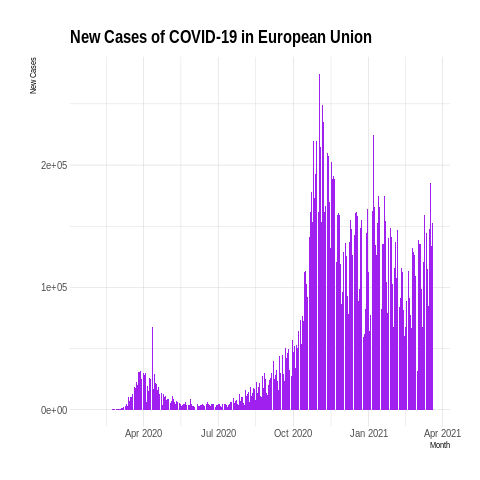 New Cases of COVID-19 in European Union
New Cases
2e+05
1e+05
0e+00
Apr 2020
Jul 2020
Oct 2020
Jan 2021
Apr 2021
Month